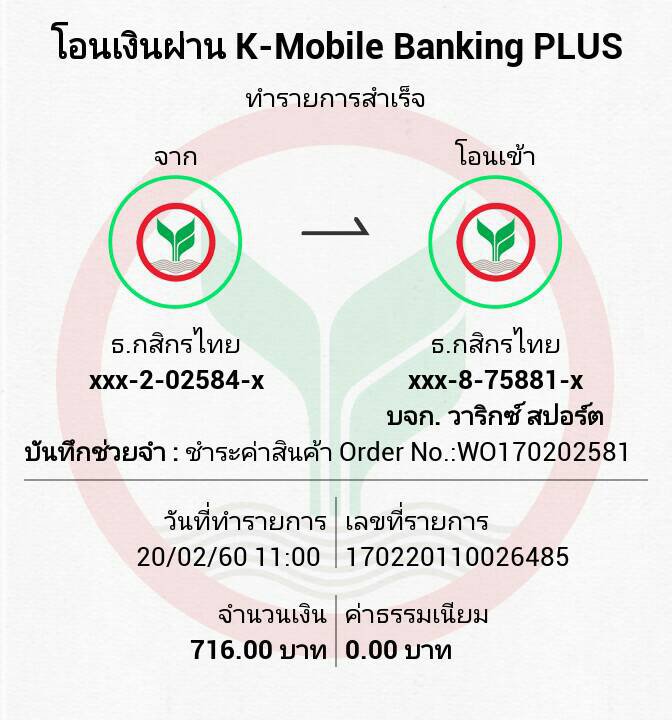 โอนเงินผ่าน K-Mobile Banking PLUS
ทำรายการสำเร็จ
จาก โอนเข้า
ธ.กสิกรไทย ธ.กสิกรไทย
xxx-2-02584-x xxx-8-75881-x
บจก. วาริกซ์ สปอร์ต
บันทึกช่วยจำ : ชำระค่าสินค้า Order No.:WO170202581
วันที่ทำรายการ เลขที่รายการ
20/02/60 11:00 170220110026485
จำนวนเงิน ค่าธรรมเนียม
716.00 บาท 0.00 บาท